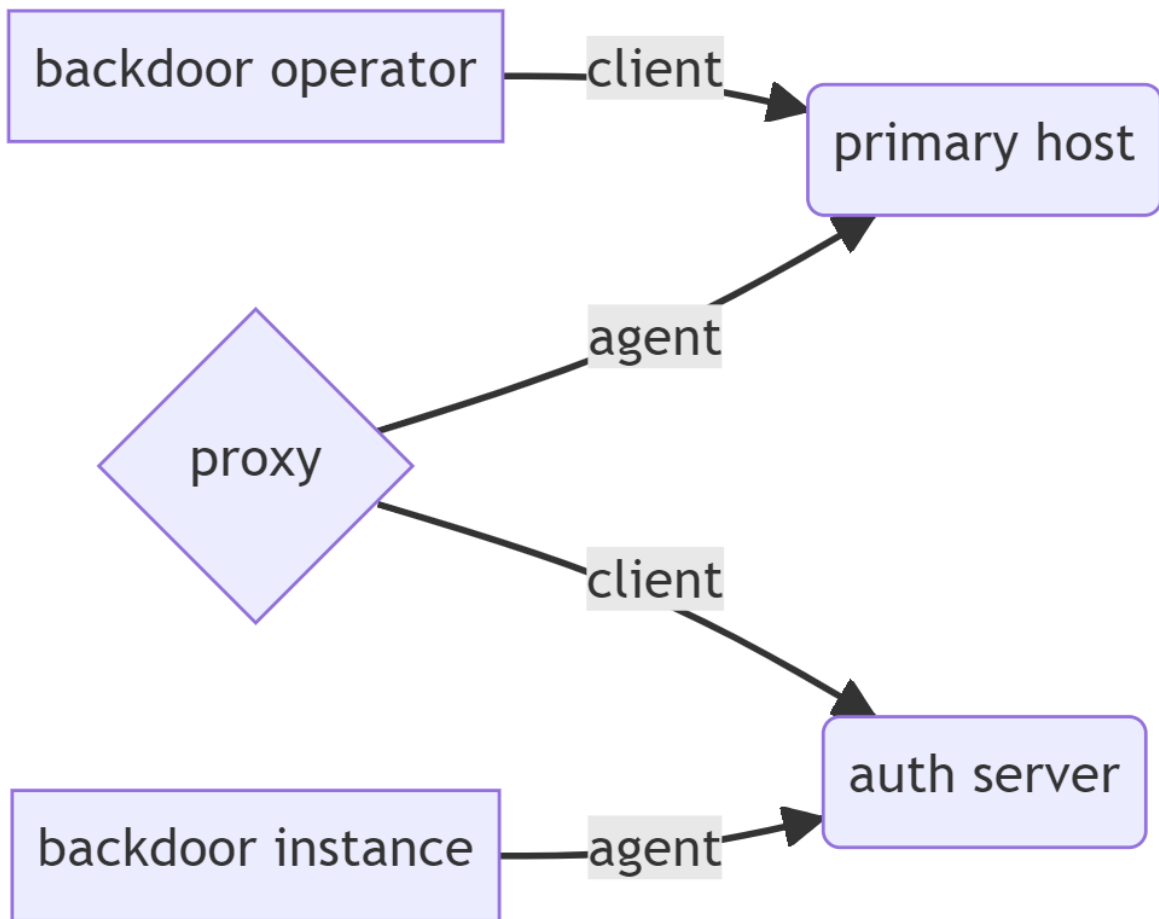 backdoor operator
client
primary host
agent
proxy
client
auth server
backdoor instance
agent